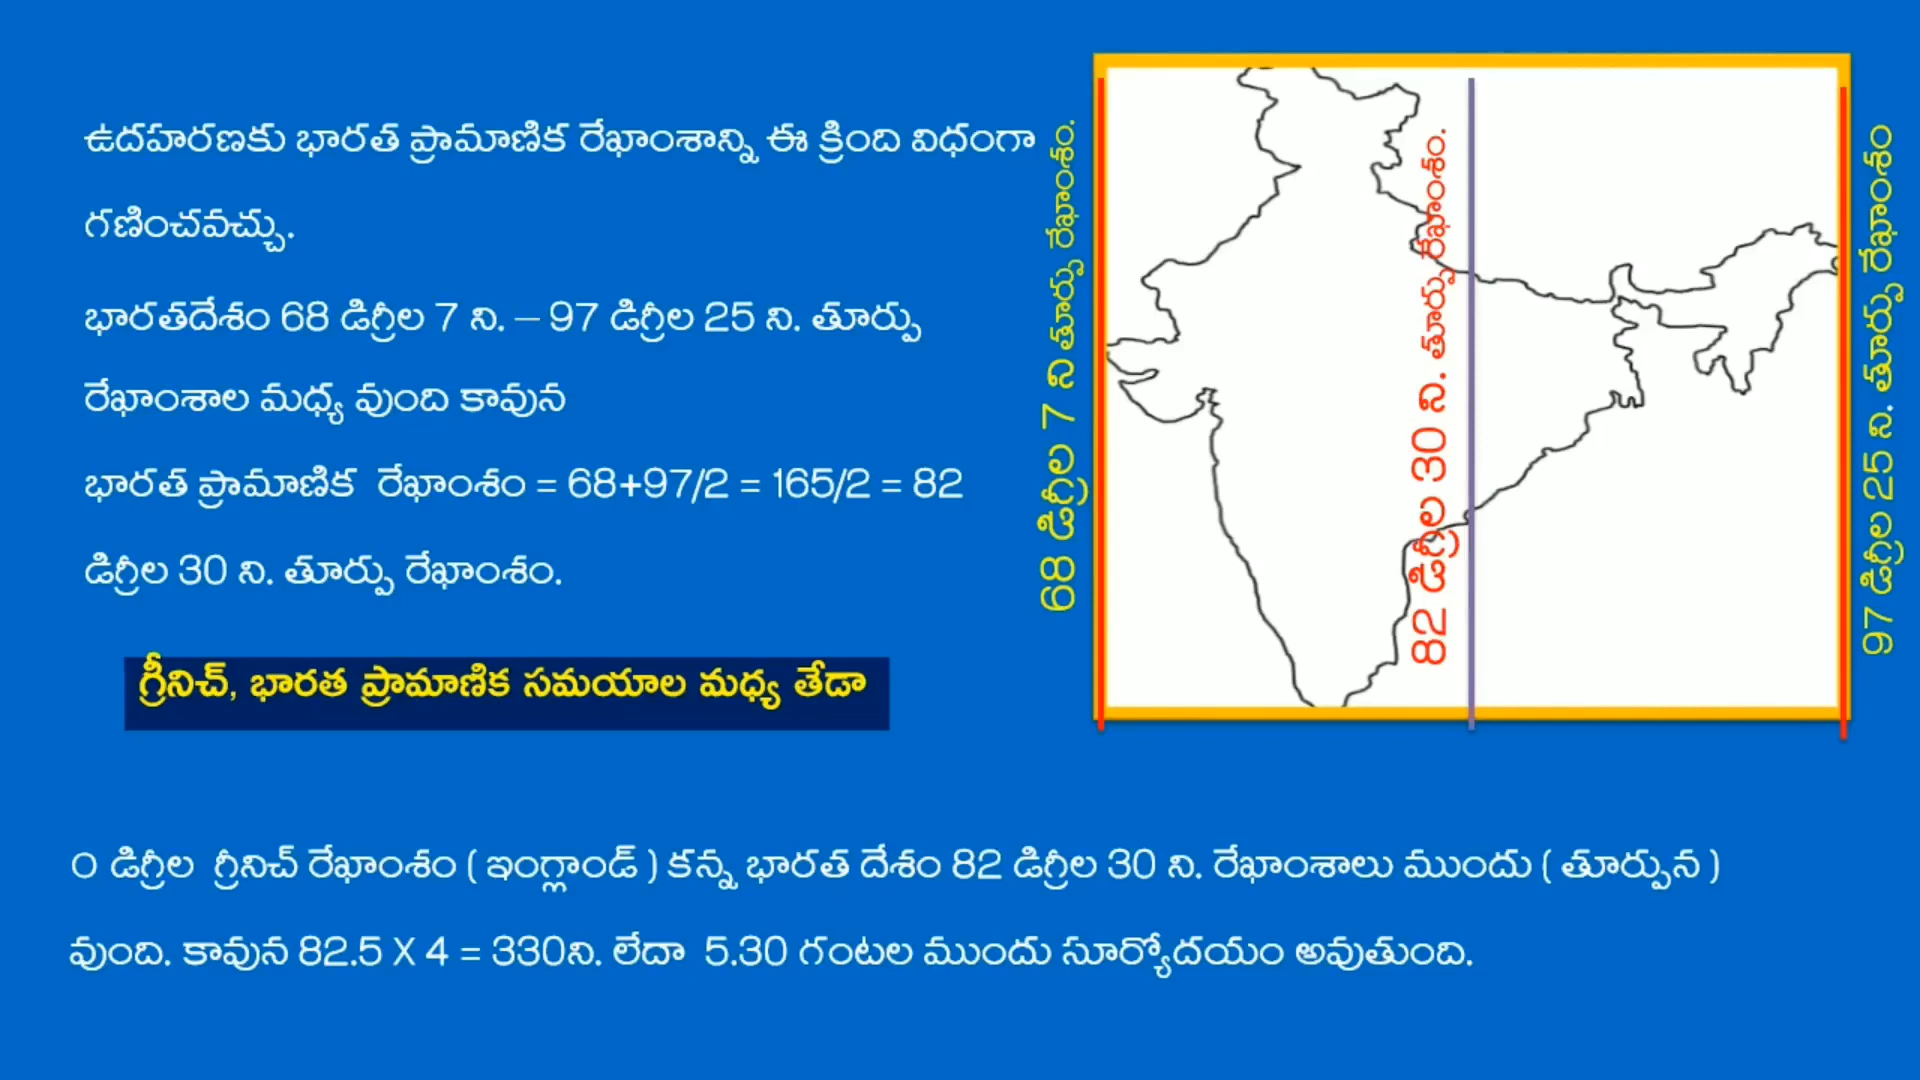 ఉదహరణకు భారత ప్రామాణిక రేఖాంశాన్ని ఈ క్రింది విధంగా
గణించవచ్చు.
భారతదేశం 68 డిగ్రీల 7 ని. – 97 డిగ్రీల 25 ని. తూర్పు
రేఖాంశాల మధ్య వుంది కావున
భారత ప్రామాణిక రేఖాంశం = 68+97/2 = 165/2 = 82
డిగ్రీల 30 ని. తూర్పు రేఖాంశం.
గ్రీనిచ్, భారత ప్రామాణిక సమయాల మధ్య తేడా
68 డిగ్రీల 7 ని తూర్పు రేఖాంశం.
82 డిగ్రీల 30 ని. తూర్పు రేఖాంశం.
97 డిగ్రీల 25 ని. తూర్పు రేఖాంశం
0 డిగ్రీల గ్రీనిచ్ రేఖాంశం ( ఇంగ్లాండ్ ) కన్న భారత దేశం 82 డిగ్రీల 30 ని. రేఖాంశాలు ముందు ( తూర్పున )
వుంది. కావున 82.5 X 4 = 330ని. లేదా 5.30 గంటల ముందు సూర్యోదయం అవుతుంది.